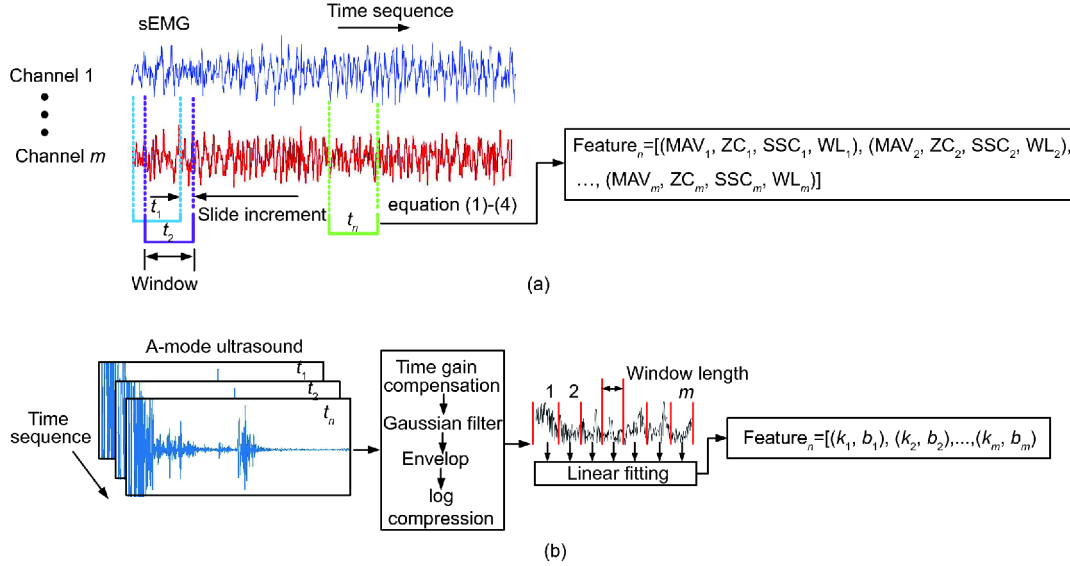 sEMG
Time sequence
Channel 1
Channel m
t₁
t₂
Slide increment
Window
tₙ
equation (1)-(4)
Featureₙ=[(MAV₁, ZC₁, SSC₁, WL₁), (MAV₂, ZC₂, SSC₂, WL₂),
…, (MAVₘ, ZCₘ, SSCₘ, WLₘ)]
(a)
A-mode ultrasound
t₁
t₂
tₙ
Time
sequence
Time gain
compensation
Gaussian filter
Envelop
log
compression
Window length
1 2 m
Linear fitting
Featureₙ=[(k₁, b₁), (k₂, b₂),...,(kₘ, bₘ)
(b)